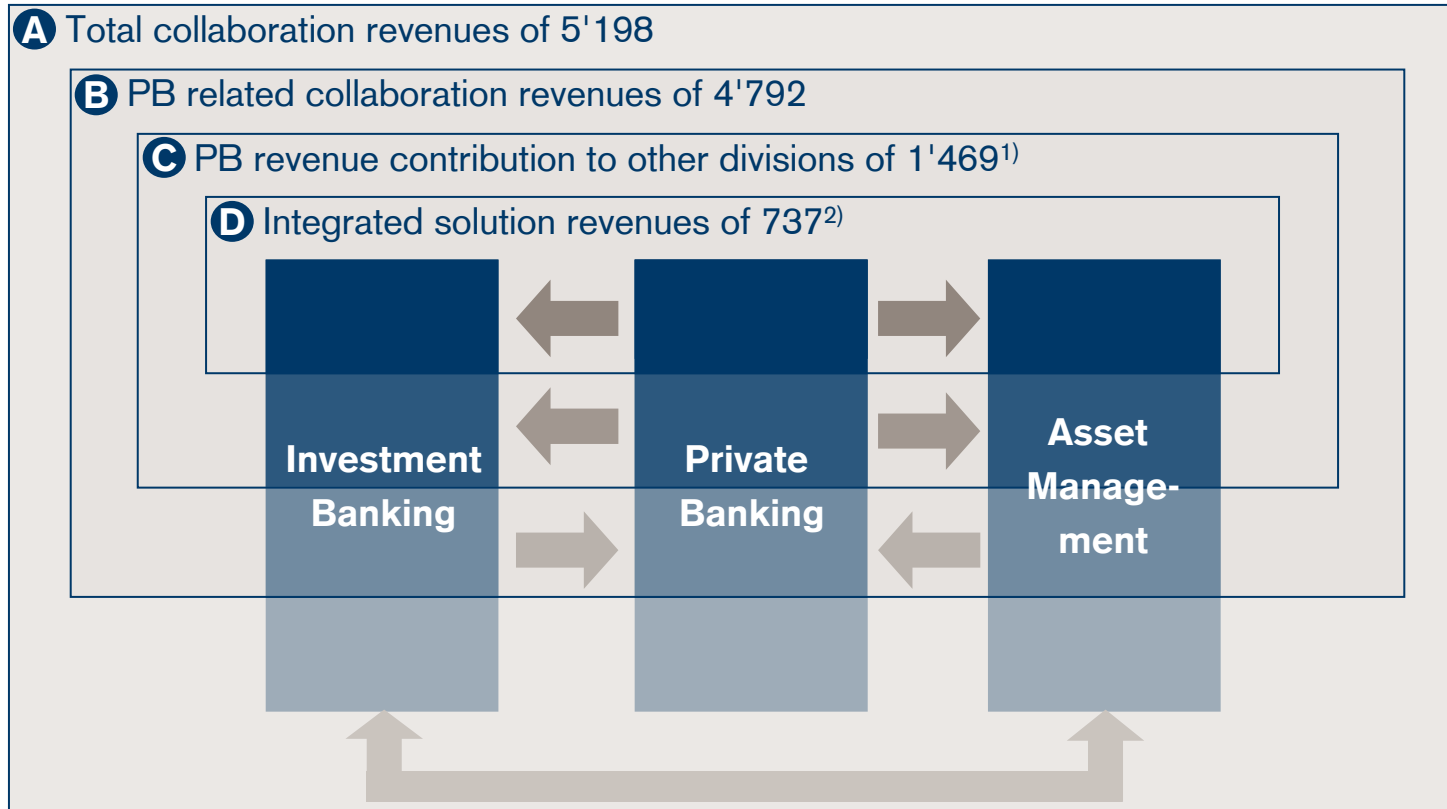 A Total collaboration revenues of 5'198
B PB related collaboration revenues of 4'792
C PB revenue contribution to other divisions of 1'469¹⁾
D Integrated solution revenues of 737²⁾
Investment
Banking
Private
Banking
Asset
Manage-
ment